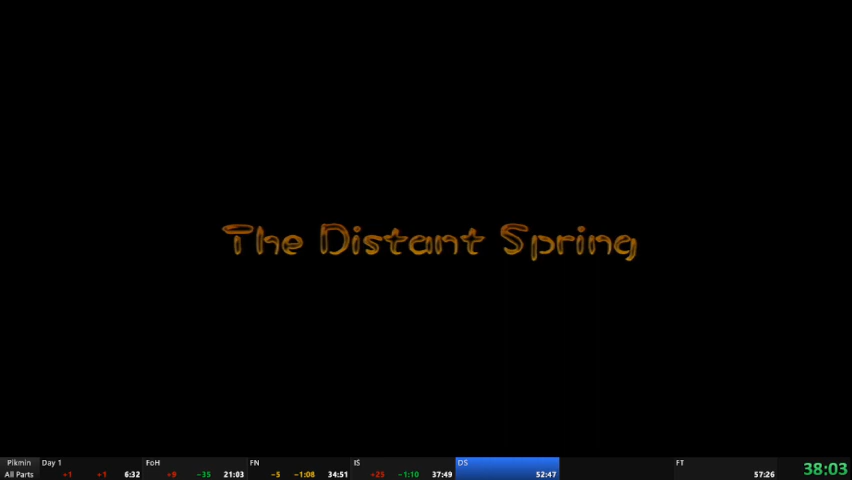 The Distant Spring
Pikmin Day 1 FoH FN IS DS FT
All Parts +1 +1 6:32 +9 −35 21:03 −5 −1:08 34:51 +25 −1:10 37:49 52:47 57:26
38:03